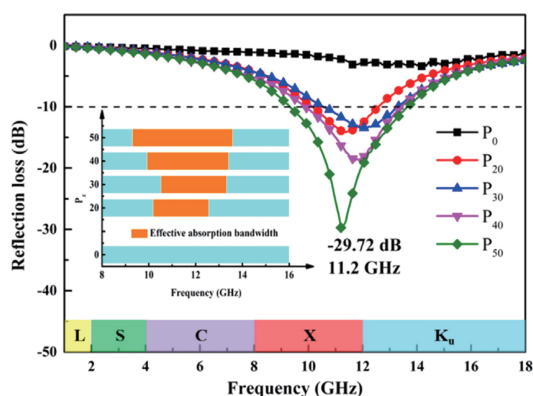 0
-10
-20
-30
-40
-50
Reflection loss (dB)
P0
P20
P30
P40
P50
50
40
30
20
0
Px
Effective absorption bandwidth
8 10 12 14 16
Frequency (GHz)
-29.72 dB
11.2 GHz
L S C X Ku
2 4 6 8 10 12 14 16 18
Frequency (GHz)